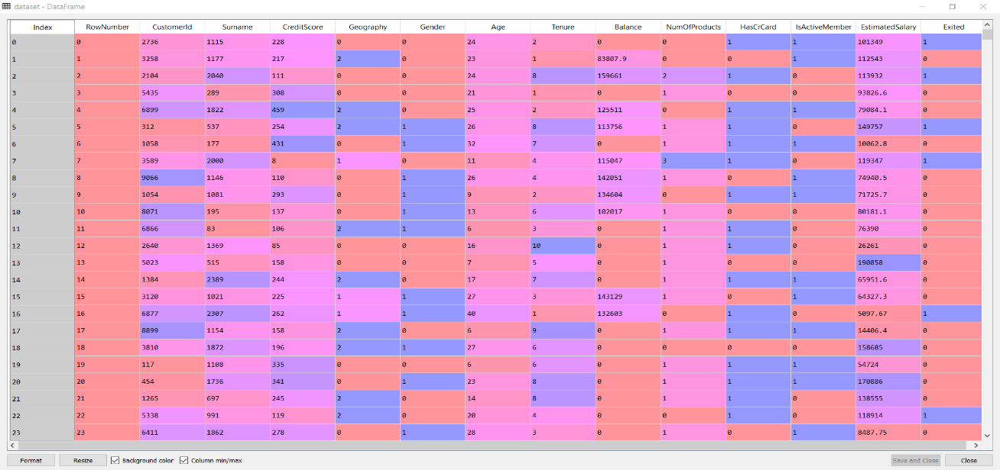 dataset - DataFrame
Index RowNumber CustomerId Surname CreditScore Geography Gender Age Tenure Balance NumOfProducts HasCrCard IsActiveMember EstimatedSalary Exited
0 0 2736 1115 228 0 0 24 2 0 0 1 1 101349 1
1 1 3258 1177 217 2 0 23 1 83807.9 0 0 1 112543 0
2 2 2104 2040 111 0 0 24 8 159661 2 1 0 113932 1
3 3 5435 289 308 0 0 21 1 0 1 0 0 93826.6 0
4 4 6899 1822 459 2 0 25 2 125511 0 1 1 79084.1 0
5 5 312 537 254 2 1 26 8 113756 1 1 0 149757 1
6 6 1058 177 431 0 1 32 7 0 1 1 1 10062.8 0
7 7 3589 2000 8 1 0 11 4 115047 3 1 0 119347 1
8 8 9066 1146 110 0 1 26 4 142051 1 0 1 74940.5 0
9 9 1054 1081 293 0 1 9 2 134604 0 1 1 71725.7 0
10 10 8071 195 137 0 1 13 6 102017 1 0 0 80181.1 0
11 11 6866 83 106 2 1 6 3 0 1 1 0 76390 0
12 12 2640 1369 85 0 0 16 10 0 1 1 0 26261 0
13 13 5023 515 158 0 0 7 5 0 1 0 0 190858 0
14 14 1384 2389 244 2 0 17 7 0 1 1 1 65951.6 0
15 15 3120 1021 225 1 1 27 3 143129 1 0 1 64327.3 0
16 16 6877 2307 262 1 1 40 1 132603 0 1 0 5097.67 1
17 17 8899 1154 158 2 0 6 9 0 1 1 1 14406.4 0
18 18 3810 1872 196 2 1 27 6 0 0 0 0 158685 0
19 19 117 1108 335 0 0 6 6 0 1 1 1 54724 0
20 20 454 1736 341 0 1 23 8 0 1 1 1 170886 0
21 21 1265 697 245 2 0 14 8 0 1 1 0 138555 0
22 22 5338 991 119 2 0 20 4 0 0 1 0 118914 1
23 23 6411 1862 278 0 1 28 3 0 1 0 1 8487.75 0
Format Resize Background color Column min/max Save and Close Close